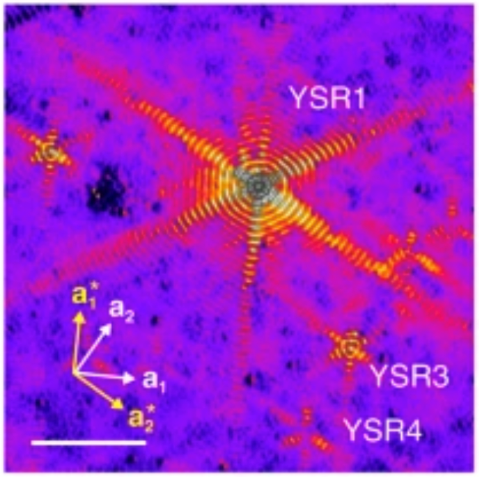 YSR1
a₁*
a₂
a₁
a₂*
YSR3
YSR4